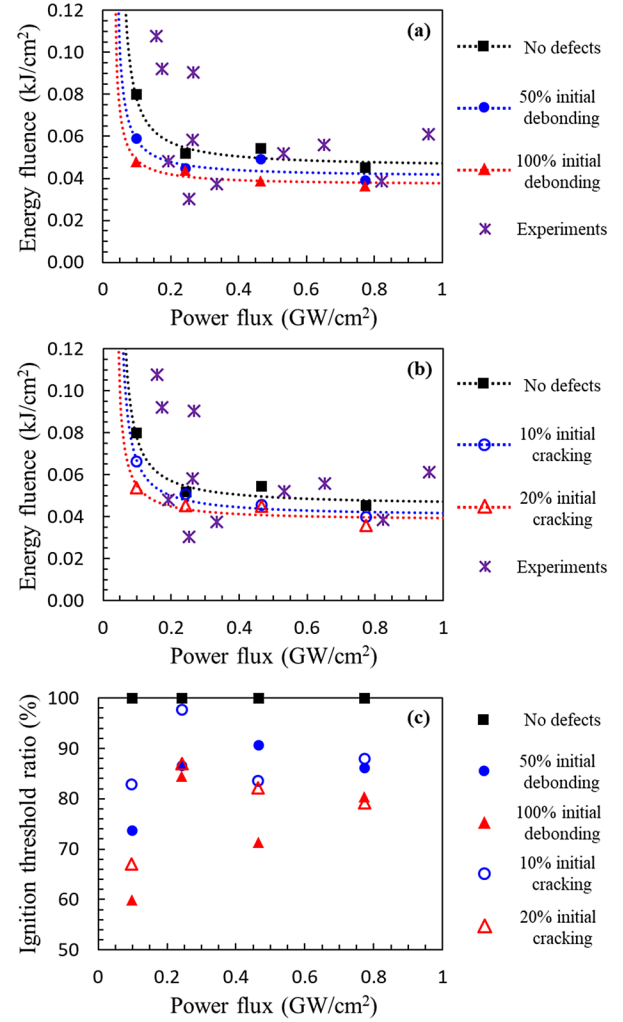 0.12
(a)
0.10
0.08
0.06
0.04
0.02
0.00
Energy fluence (kJ/cm²)
0
0.2
0.4
0.6
0.8
1
Power flux (GW/cm²)
No defects
50% initial
debonding
100% initial
debonding
Experiments
0.12
(b)
0.10
0.08
0.06
0.04
0.02
0.00
Energy fluence (kJ/cm²)
0
0.2
0.4
0.6
0.8
1
Power flux (GW/cm²)
No defects
10% initial
cracking
20% initial
cracking
Experiments
100
(c)
90
80
70
60
50
Ignition threshold ratio (%)
0
0.2
0.4
0.6
0.8
1
Power flux (GW/cm²)
No defects
50% initial
debonding
100% initial
debonding
10% initial
cracking
20% initial
cracking